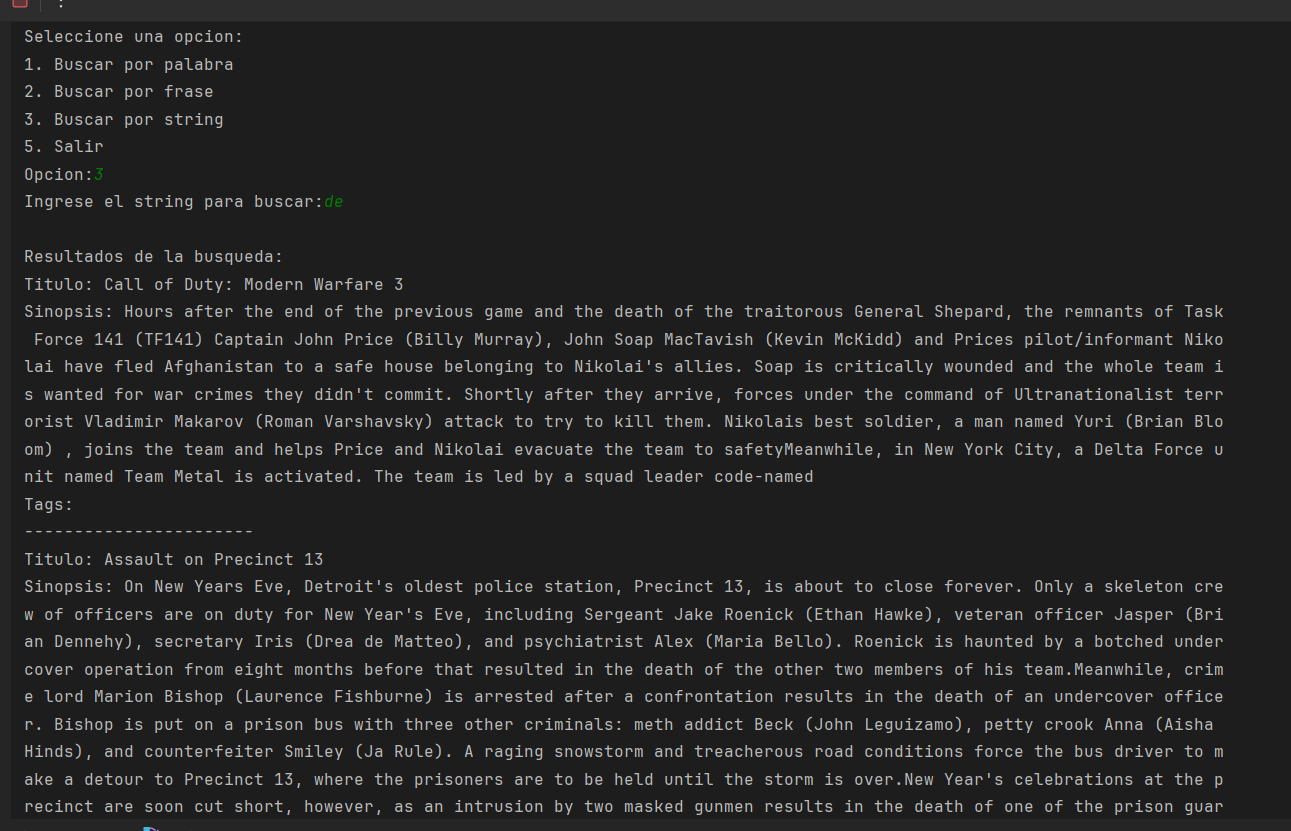 Seleccione una opcion:
1. Buscar por palabra
2. Buscar por frase
3. Buscar por string
5. Salir
Opcion:3
Ingrese el string para buscar:de
Resultados de la busqueda:
Titulo: Call of Duty: Modern Warfare 3
Sinopsis: Hours after the end of the previous game and the death of the traitorous General Shepard, the remnants of Task
Force 141 (TF141) Captain John Price (Billy Murray), John Soap MacTavish (Kevin McKidd) and Prices pilot/informant Niko
lai have fled Afghanistan to a safe house belonging to Nikolai's allies. Soap is critically wounded and the whole team i
s wanted for war crimes they didn't commit. Shortly after they arrive, forces under the command of Ultranationalist terr
orist Vladimir Makarov (Roman Varshavsky) attack to try to kill them. Nikolais best soldier, a man named Yuri (Brian Blo
om) , joins the team and helps Price and Nikolai evacuate the team to safetyMeanwhile, in New York City, a Delta Force u
nit named Team Metal is activated. The team is led by a squad leader code-named
Tags:
-----------------------
Titulo: Assault on Precinct 13
Sinopsis: On New Years Eve, Detroit's oldest police station, Precinct 13, is about to close forever. Only a skeleton cre
w of officers are on duty for New Year's Eve, including Sergeant Jake Roenick (Ethan Hawke), veteran officer Jasper (Bri
an Dennehy), secretary Iris (Drea de Matteo), and psychiatrist Alex (Maria Bello). Roenick is haunted by a botched under
cover operation from eight months before that resulted in the death of the other two members of his team.Meanwhile, crim
e lord Marion Bishop (Laurence Fishburne) is arrested after a confrontation results in the death of an undercover office
r. Bishop is put on a prison bus with three other criminals: meth addict Beck (John Leguizamo), petty crook Anna (Aisha
Hinds), and counterfeiter Smiley (Ja Rule). A raging snowstorm and treacherous road conditions force the bus driver to m
ake a detour to Precinct 13, where the prisoners are to be held until the storm is over.New Year's celebrations at the p
recinct are soon cut short, however, as an intrusion by two masked gunmen results in the death of one of the prison guar